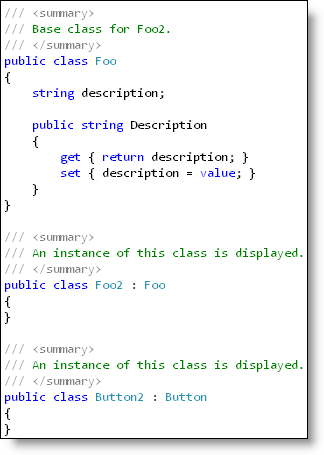 /// <summary>
/// Base class for Foo2.
/// </summary>
public class Foo
{
    string description;

    public string Description
    {
        get { return description; }
        set { description = value; }
    }
}

/// <summary>
/// An instance of this class is displayed.
/// </summary>
public class Foo2 : Foo
{
}

/// <summary>
/// An instance of this class is displayed.
/// </summary>
public class Button2 : Button
{
}